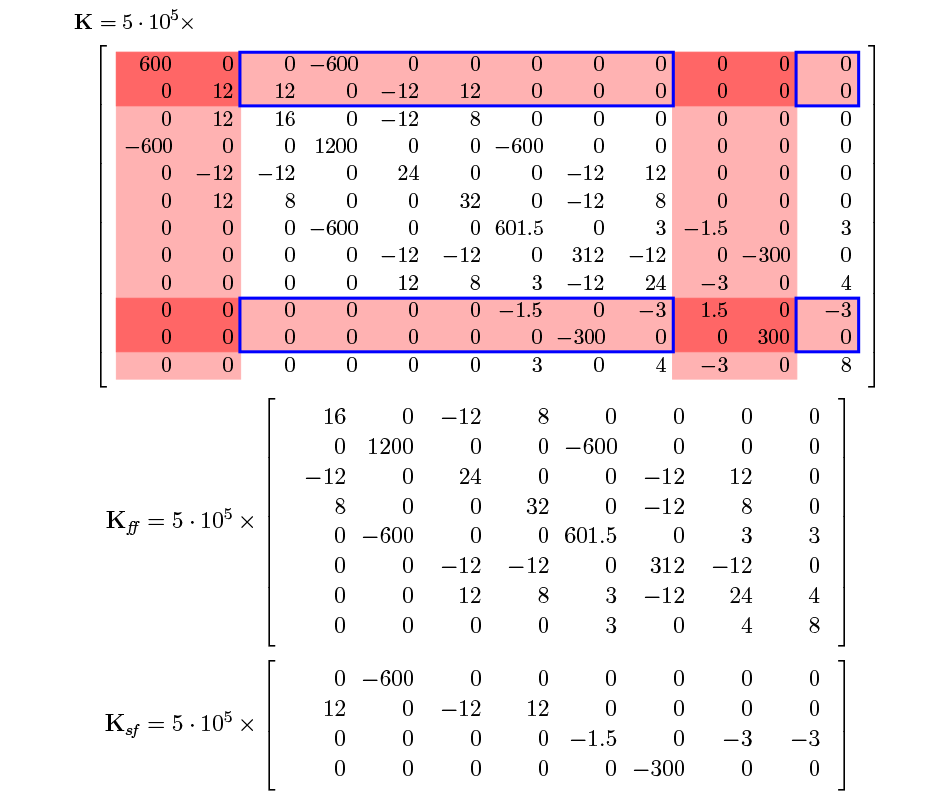 K = 5 · 10⁵×
600 0 0 −600 0 0 0 0 0 0 0 0
0 12 12 0 −12 12 0 0 0 0 0 0
0 12 16 0 −12 8 0 0 0 0 0 0
−600 0 0 1200 0 0 −600 0 0 0 0 0
0 −12 −12 0 24 0 0 −12 12 0 0 0
0 12 8 0 0 32 0 −12 8 0 0 0
0 0 0 −600 0 0 601.5 0 3 −1.5 0 3
0 0 0 0 −12 −12 0 312 −12 0 −300 0
0 0 0 0 12 8 3 −12 24 −3 0 4
0 0 0 0 0 0 −1.5 0 −3 1.5 0 −3
0 0 0 0 0 0 0 −300 0 0 300 0
0 0 0 0 0 0 3 0 4 −3 0 8
16 0 −12 8 0 0 0 0
0 1200 0 0 −600 0 0 0
−12 0 24 0 0 −12 12 0
8 0 0 32 0 −12 8 0
K_ff = 5 · 10⁵ ×
0 −600 0 0 601.5 0 3 3
0 0 −12 −12 0 312 −12 0
0 0 12 8 3 −12 24 4
0 0 0 0 3 0 4 8
0 −600 0 0 0 0 0 0
12 0 −12 12 0 0 0 0
K_sf = 5 · 10⁵ ×
0 0 0 0 −1.5 0 −3 −3
0 0 0 0 0 −300 0 0